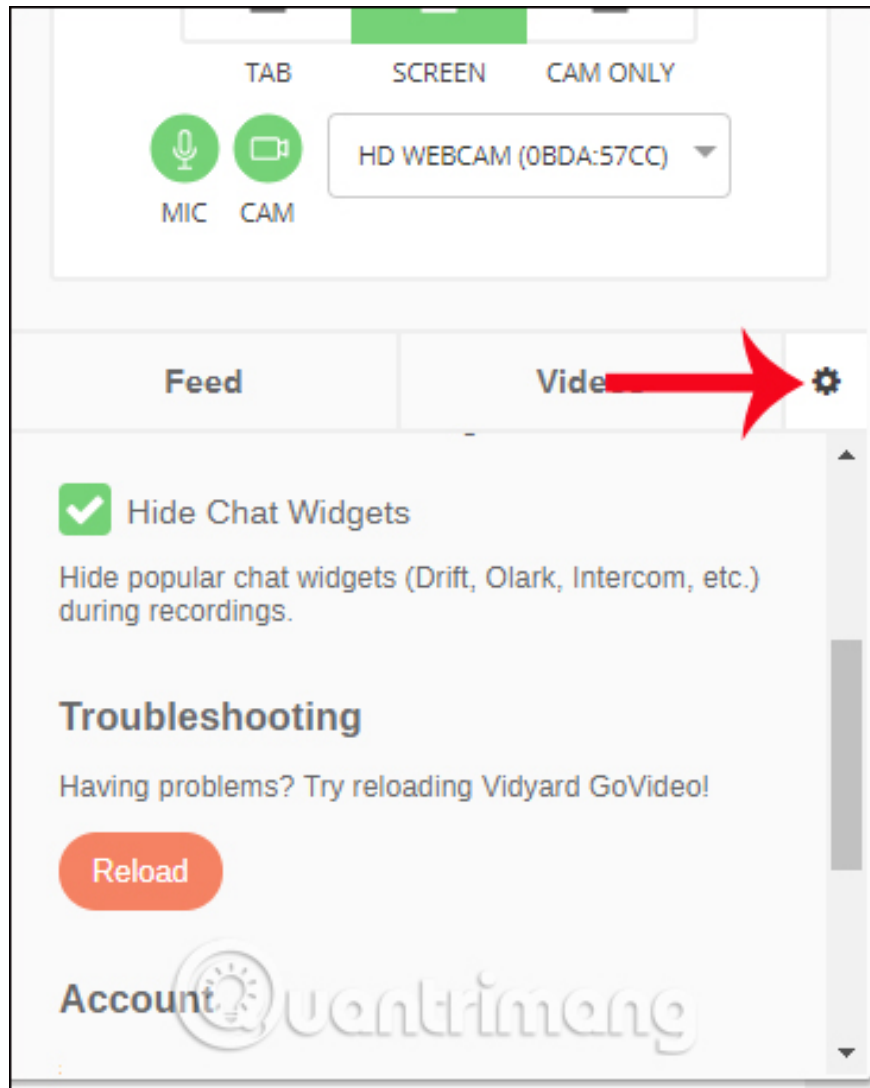 TAB SCREEN CAM ONLY
HD WEBCAM (0BDA:57CC)
MIC CAM
Feed
Hide Chat Widgets
Hide popular chat widgets (Drift, Olark, Intercom, etc.)
during recordings.
Troubleshooting
Having problems? Try reloading Vidyard GoVideo!
Reload
Account
Quantrimang